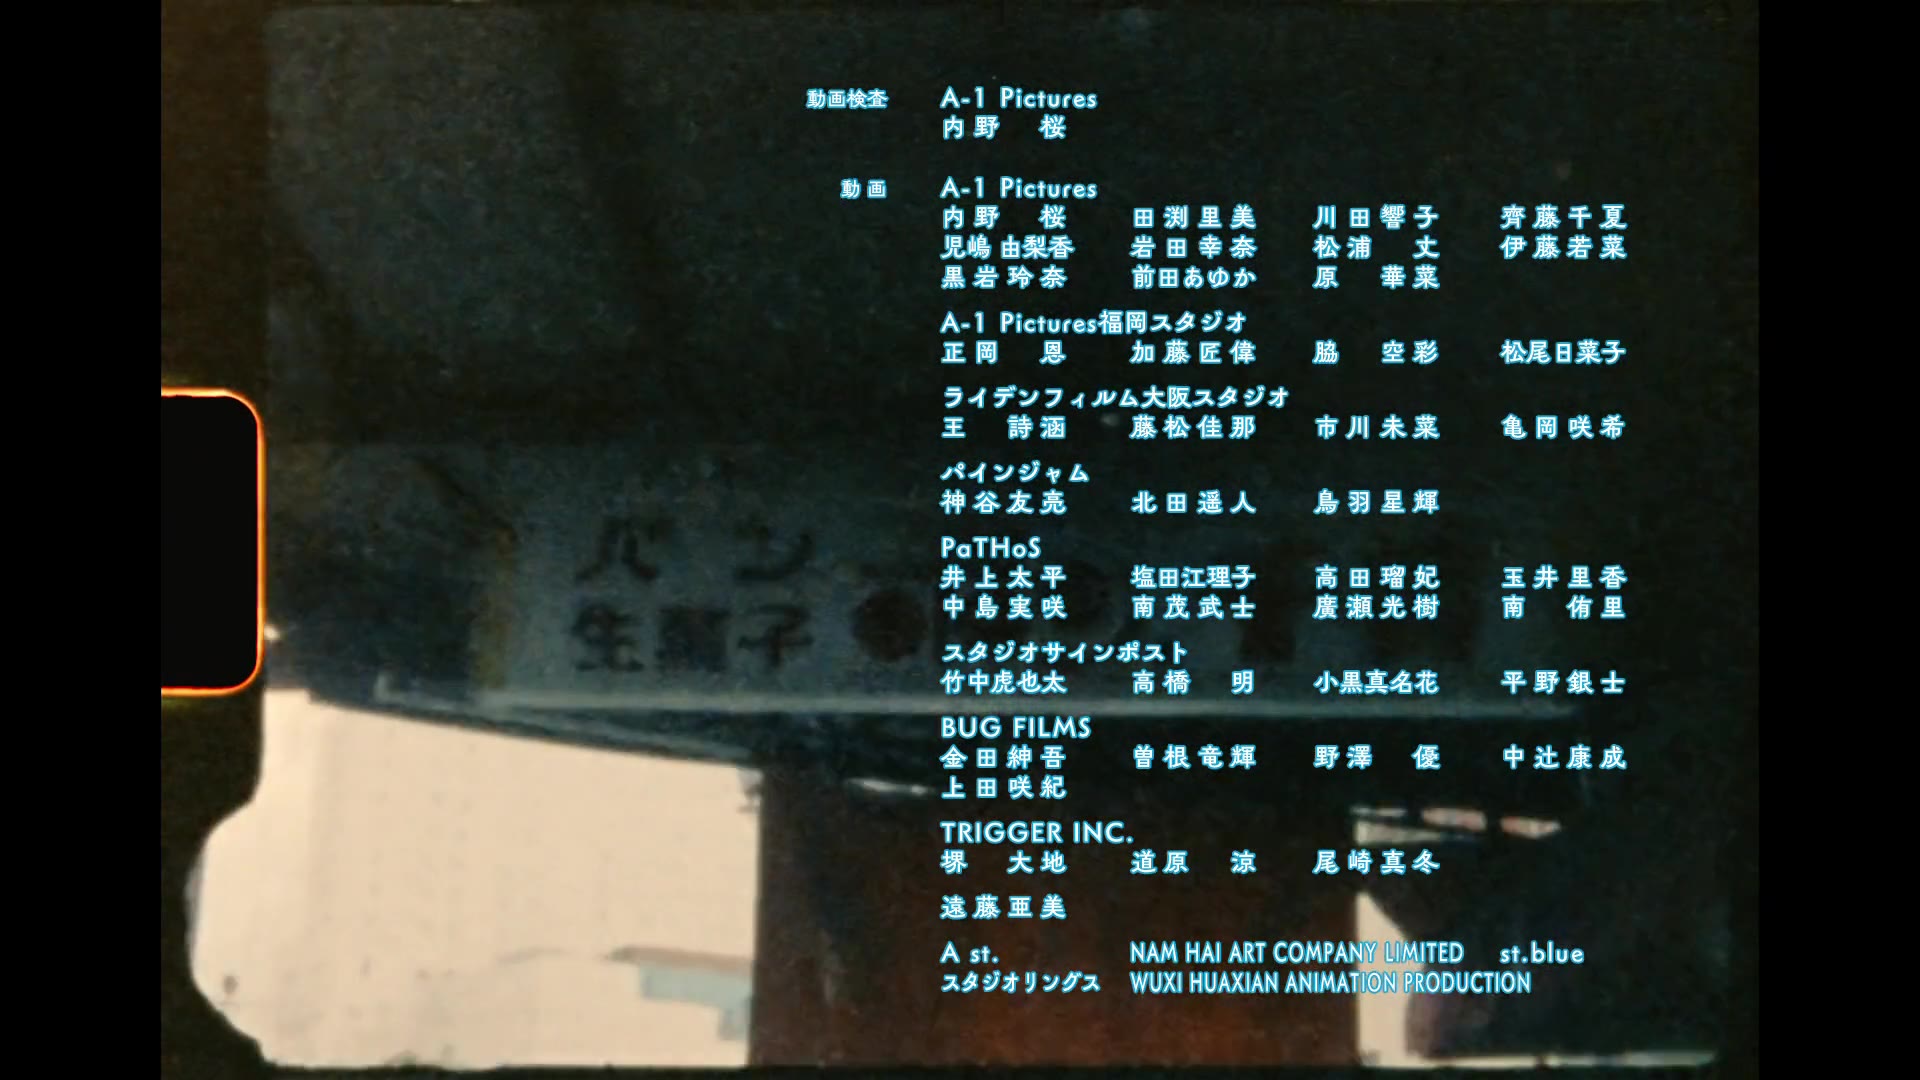 動画検査 A-1 Pictures
内野 桜
動画 A-1 Pictures
内野 桜 田渕里美 川田響子 齊藤千夏
児嶋由梨香 岩田幸奈 松浦 丈 伊藤若菜
黒岩玲奈 前田あゆか 原 華菜
A-1 Pictures福岡スタジオ
正岡 恩 加藤匠偉 脇 空彩 松尾日菜子
ライデンフィルム大阪スタジオ
王 詩涵 藤松佳那 市川未菜 亀岡咲希
パインジャム
神谷友亮 北田遥人 鳥羽星輝
PaTHoS
井上太平 塩田江理子 高田瑠妃 玉井里香
中島実咲 南茂武士 廣瀬光樹 南 侑里
スタジオサインポスト
竹中虎也太 高橋 明 小黒真名花 平野銀士
BUG FILMS
金田紳吾 曽根竜輝 野澤 優 中辻康成
上田咲紀
TRIGGER INC.
堺 大地 道原 涼 尾崎真冬
遠藤亜美
A st. NAM HAI ART COMPANY LIMITED st.blue
スタジオリングス WUXI HUAXIAN ANIMATION PRODUCTION
パン
生菓子